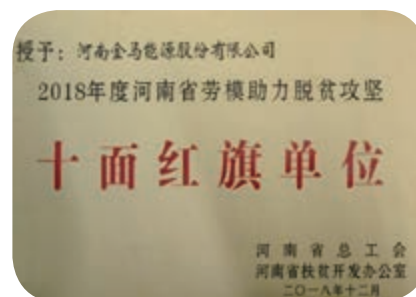 授予：河南金马能源股份有限公司
2018年度河南省劳模助力脱贫攻坚
十面红旗单位
河南省总工会
河南省扶贫开发办公室
二〇一八年十二月